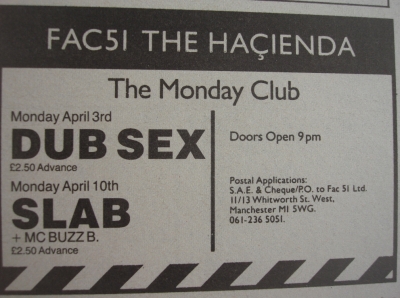 FAC51 THE HAÇIENDA
The Monday Club
Monday April 3rd
DUB SEX
£2.50 Advance
Monday April 10th
SLAB
+ MC BUZZ B.
£2.50 Advance
Doors Open 9pm
Postal Applications:
S.A.E. & Cheque/P.O. to Fac 51 Ltd.
11/13 Whitworth St. West,
Manchester M1 5WG.
061-236 5051.